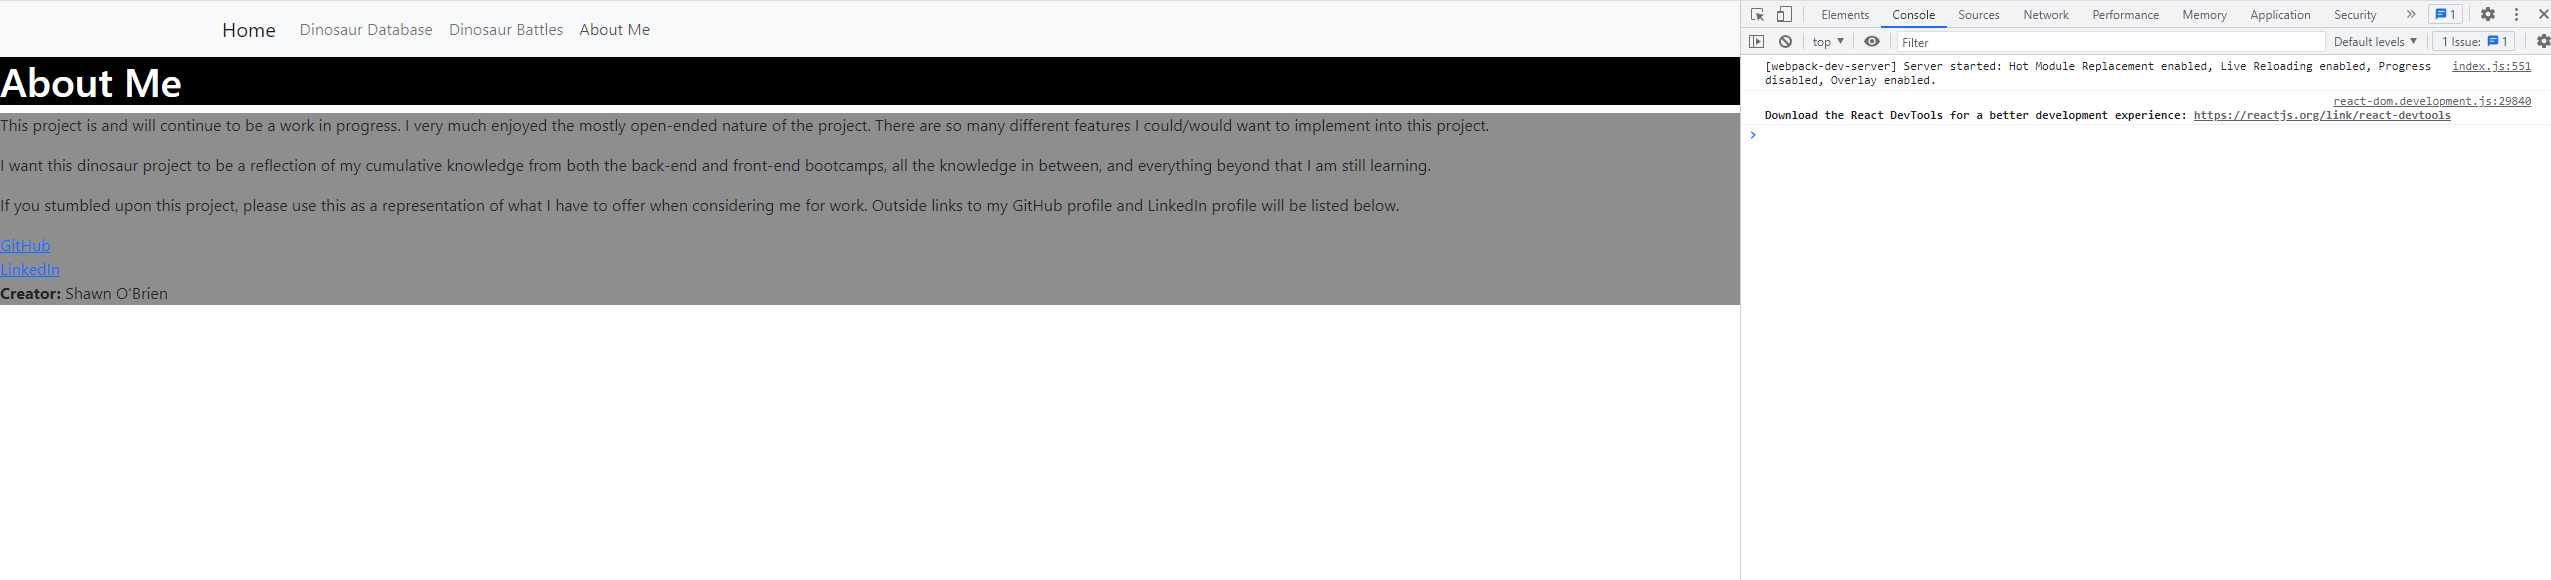 Home Dinosaur Database Dinosaur Battles About Me
About Me
This project is and will continue to be a work in progress. I very much enjoyed the mostly open-ended nature of the project. There are so many different features I could/would want to implement into this project.
I want this dinosaur project to be a reflection of my cumulative knowledge from both the back-end and front-end bootcamps, all the knowledge in between, and everything beyond that I am still learning.
If you stumbled upon this project, please use this as a representation of what I have to offer when considering me for work. Outside links to my GitHub profile and LinkedIn profile will be listed below.
GitHub
LinkedIn
Creator: Shawn O'Brien
Elements Console Sources Network Performance Memory Application Security » 1
top ▼ Filter Default levels ▼ 1 Issue: 1
[webpack-dev-server] Server started: Hot Module Replacement enabled, Live Reloading enabled, Progress index.js:551
disabled, Overlay enabled.
react-dom.development.js:29840
Download the React DevTools for a better development experience: https://reactjs.org/link/react-devtools